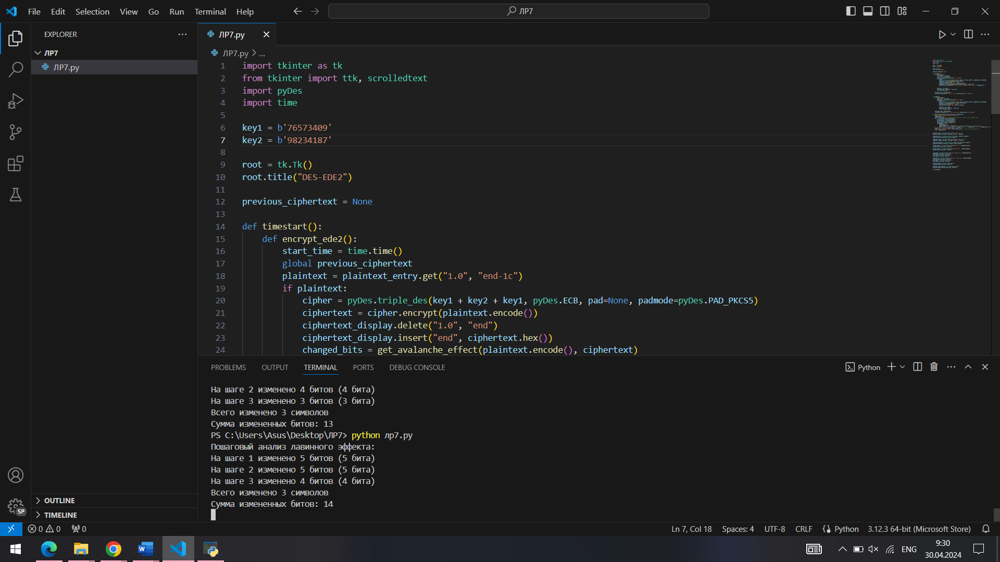 File Edit Selection View Go Run Terminal Help
ЛР7
EXPLORER
ЛР7
ЛР7.py
OUTLINE
TIMELINE
ЛР7.py
ЛР7.py > ...
1 import tkinter as tk
2 from tkinter import ttk, scrolledtext
3 import pyDes
4 import time
5
6 key1 = b'76573409'
7 key2 = b'98234187'
8
9 root = tk.Tk()
10 root.title("DES-EDE2")
11
12 previous_ciphertext = None
13
14 def timestart():
15 def encrypt_ede2():
16 start_time = time.time()
17 global previous_ciphertext
18 plaintext = plaintext_entry.get("1.0", "end-1c")
19 if plaintext:
20 cipher = pyDes.triple_des(key1 + key2 + key1, pyDes.ECB, pad=None, padmode=pyDes.PAD_PKCS5)
21 ciphertext = cipher.encrypt(plaintext.encode())
22 ciphertext_display.delete("1.0", "end")
23 ciphertext_display.insert("end", ciphertext.hex())
24 changed_bits = get_avalanche_effect(plaintext.encode(), ciphertext)
PROBLEMS OUTPUT TERMINAL PORTS DEBUG CONSOLE
Python
На шаге 2 изменено 4 битов (4 бита)
На шаге 3 изменено 3 битов (3 бита)
Всего изменено 3 символов
Сумма измененных битов: 13
PS C:\Users\Asus\Desktop\ЛР7> python лр7.py
Пошаговый анализ лавинного эффекта:
На шаге 1 изменено 5 битов (5 бита)
На шаге 2 изменено 5 битов (5 бита)
На шаге 3 изменено 4 битов (4 бита)
Всего изменено 3 символов
Сумма измененных битов: 14
SP
0 0 0
Ln 7, Col 18 Spaces: 4 UTF-8 CRLF Python 3.12.3 64-bit (Microsoft Store)
ENG
9:30
30.04.2024